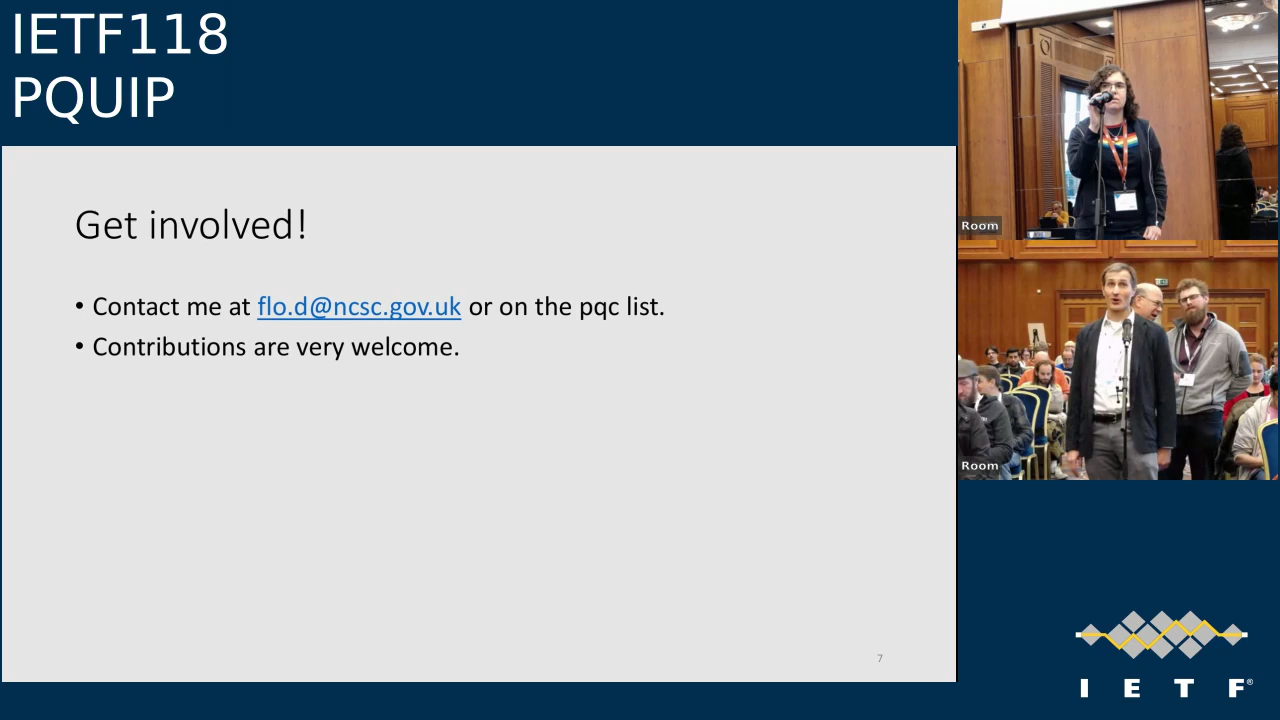 IETF118
PQUIP
Get involved!
• Contact me at flo.d@ncsc.gov.uk or on the pqc list.
• Contributions are very welcome.
7
Room
Room
I E T F®